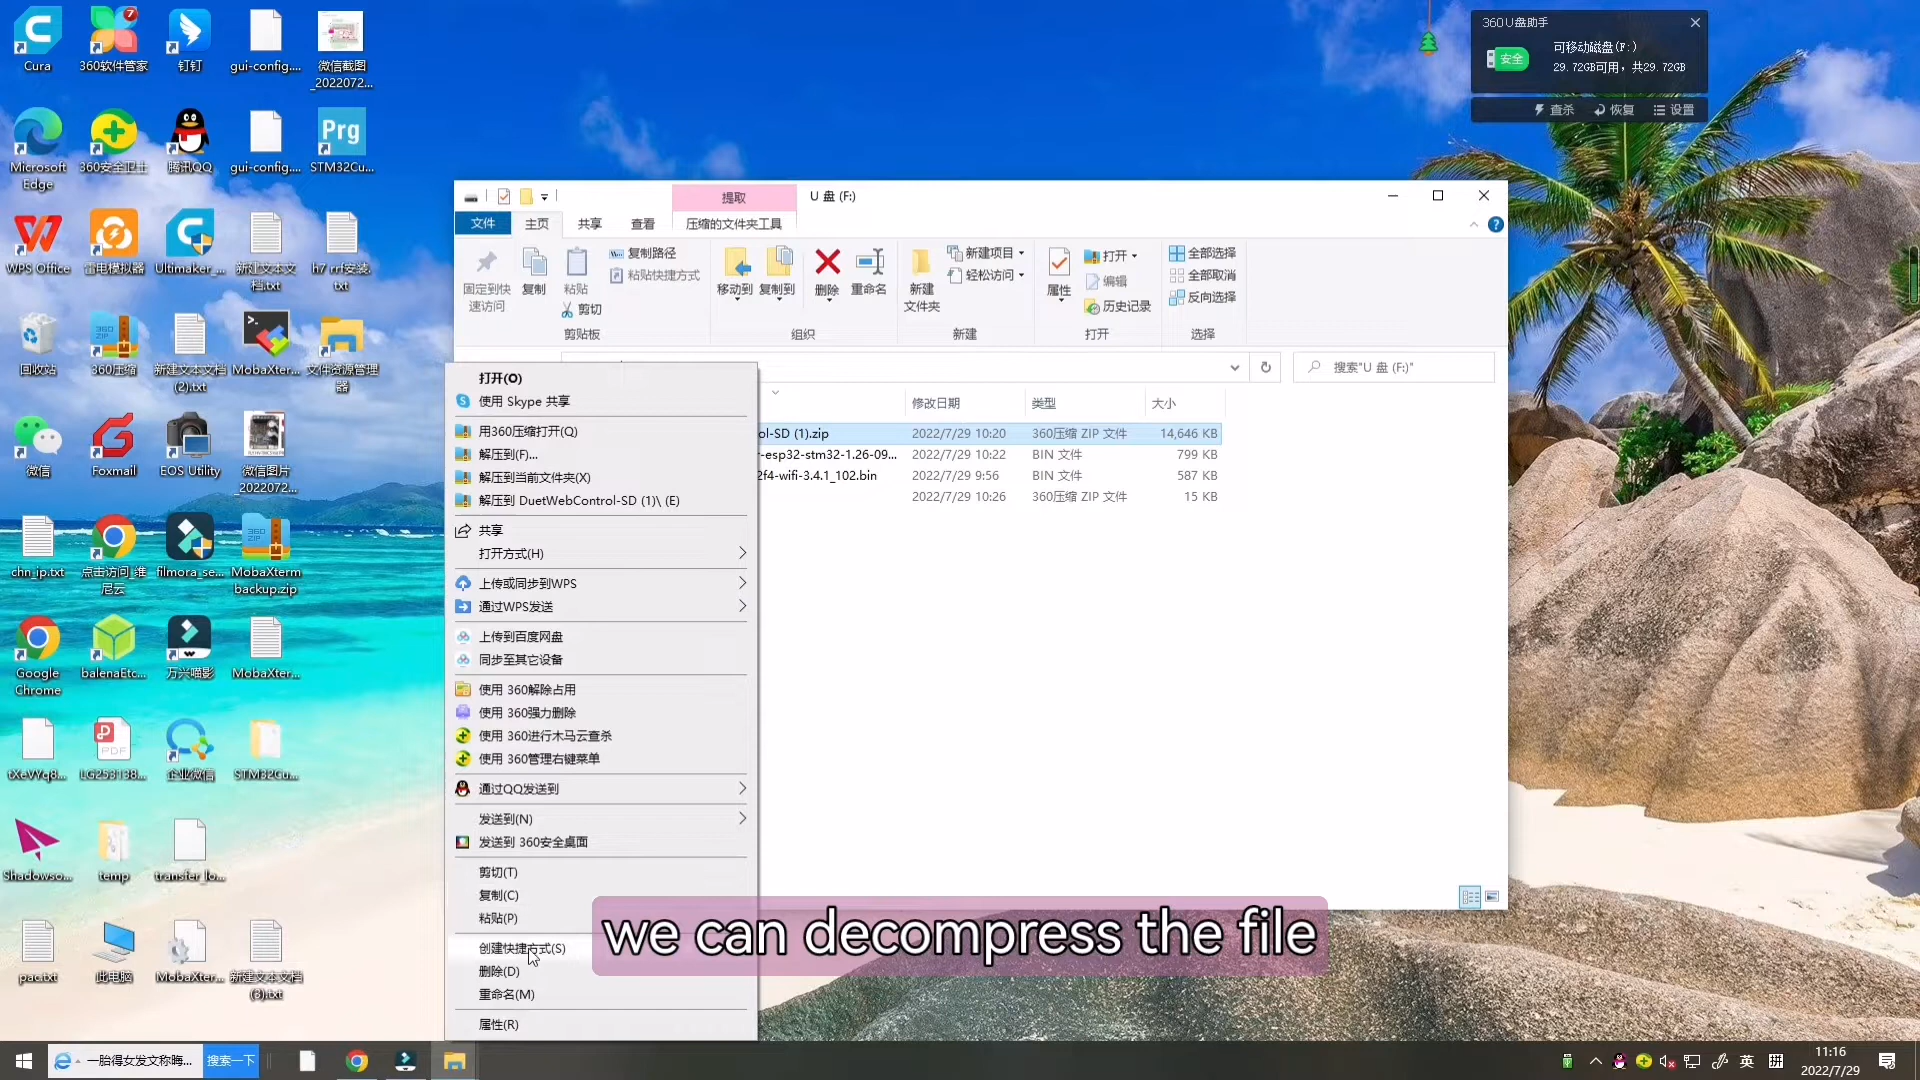 Cura
360软件管家
7
钉钉
gui-config....
微信截图
_2022072...
Microsoft
Edge
360安全卫士
腾讯QQ
gui-config....
Prg
STM32Cu...
WPS Office
雷电模拟器
Ultimaker_...
新建文本文
档.txt
h7 rrf安装.
txt
回收站
360压缩
新建文本文档
(2).txt
MobaXter...
文件资源管理
器
微信
Foxmail
EOS Utility
微信图片
_2022072...
chn_ip.txt
点击访问_维
尼云
filmora_se...
MobaXterm
backup.zip
Google
Chrome
balenaEtc...
万兴喵影
MobaXter...
tXeVYq8...
LG253138...
企业微信
STM32Cu...
Shadowso...
temp
transfer_lo...
pac.txt
此电脑
MobaXter...
新建文本文档
(3).txt
360U盘助手
安全
可移动磁盘(F:)
29.72GB可用，共29.72GB
查杀 恢复 设置
提取
U 盘 (F:)
文件 主页 共享 查看 压缩的文件夹工具
固定到快
速访问
复制
粘贴
复制路径
粘贴快捷方式
剪切
剪贴板
移动到 复制到 删除 重命名
组织
新建
文件夹
新建项目
轻松访问
新建
属性
打开
编辑
历史记录
打开
全部选择
全部取消
反向选择
选择
搜索"U 盘 (F:)"
修改日期 类型 大小
ol-SD (1).zip 2022/7/29 10:20 360压缩 ZIP 文件 14,646 KB
r-esp32-stm32-1.26-09... 2022/7/29 10:22 BIN 文件 799 KB
2f4-wifi-3.4.1_102.bin 2022/7/29 9:56 BIN 文件 587 KB
2022/7/29 10:26 360压缩 ZIP 文件 15 KB
打开(O)
使用 Skype 共享
用360压缩打开(Q)
解压到(F)...
解压到当前文件夹(X)
解压到 DuetWebControl-SD (1)\ (E)
共享
打开方式(H)
上传或同步到WPS
通过WPS发送
上传到百度网盘
同步至其它设备
使用 360解除占用
使用 360强力删除
使用 360进行木马云查杀
使用 360管理右键菜单
通过QQ发送到
发送到(N)
发送到 360安全桌面
剪切(T)
复制(C)
粘贴(P)
创建快捷方式(S)
删除(D)
重命名(M)
属性(R)
we can decompress the file
一胎得女发文称晦...
搜索一下
英
拼
11:16
2022/7/29